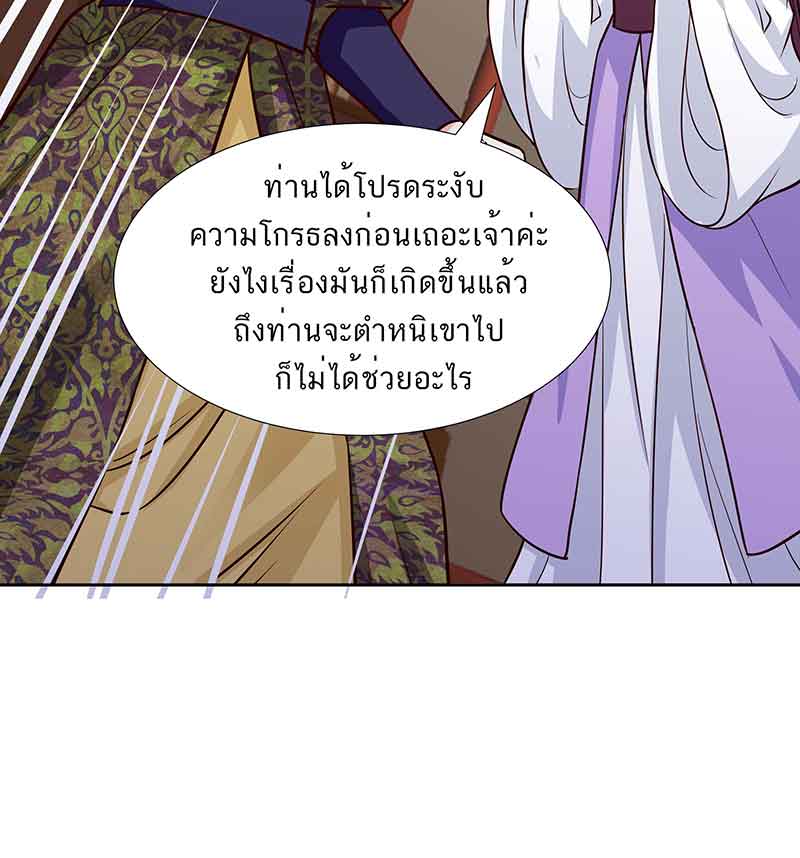 ท่านได้โปรดระงับ
ความโกรธลงก่อนเถอะเจ้าค่ะ
ยังไงเรื่องมันก็เกิดขึ้นแล้ว
ถึงท่านจะตำหนิเขาไป
ก็ไม่ได้ช่วยอะไร